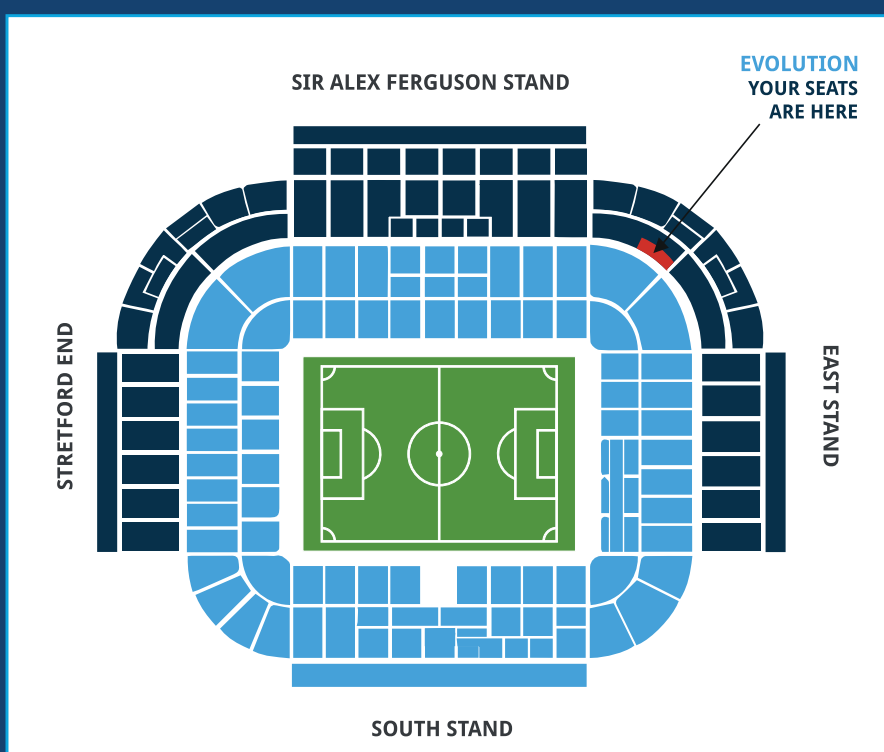 EVOLUTION
YOUR SEATS
ARE HERE
SIR ALEX FERGUSON STAND
STRETFORD END
EAST STAND
SOUTH STAND